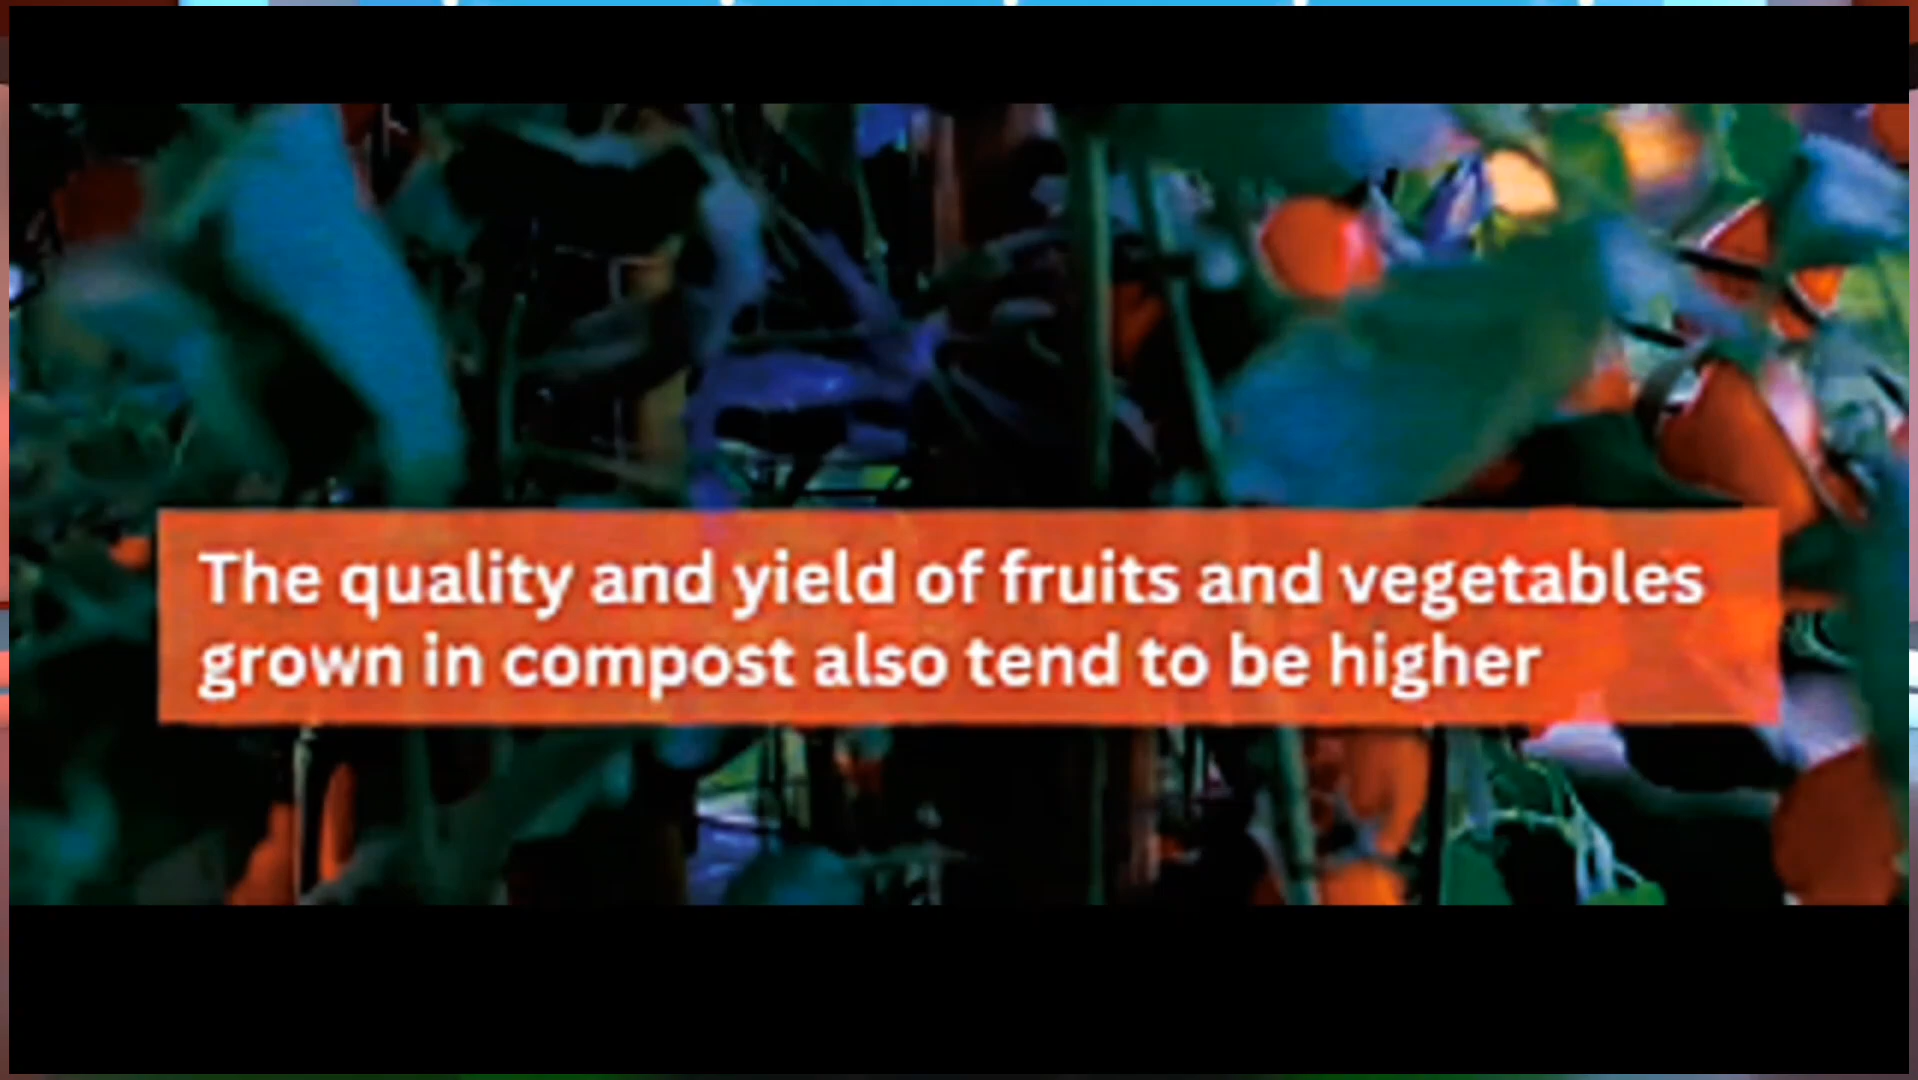 The quality and yield of fruits and vegetables
grown in compost also tend to be higher